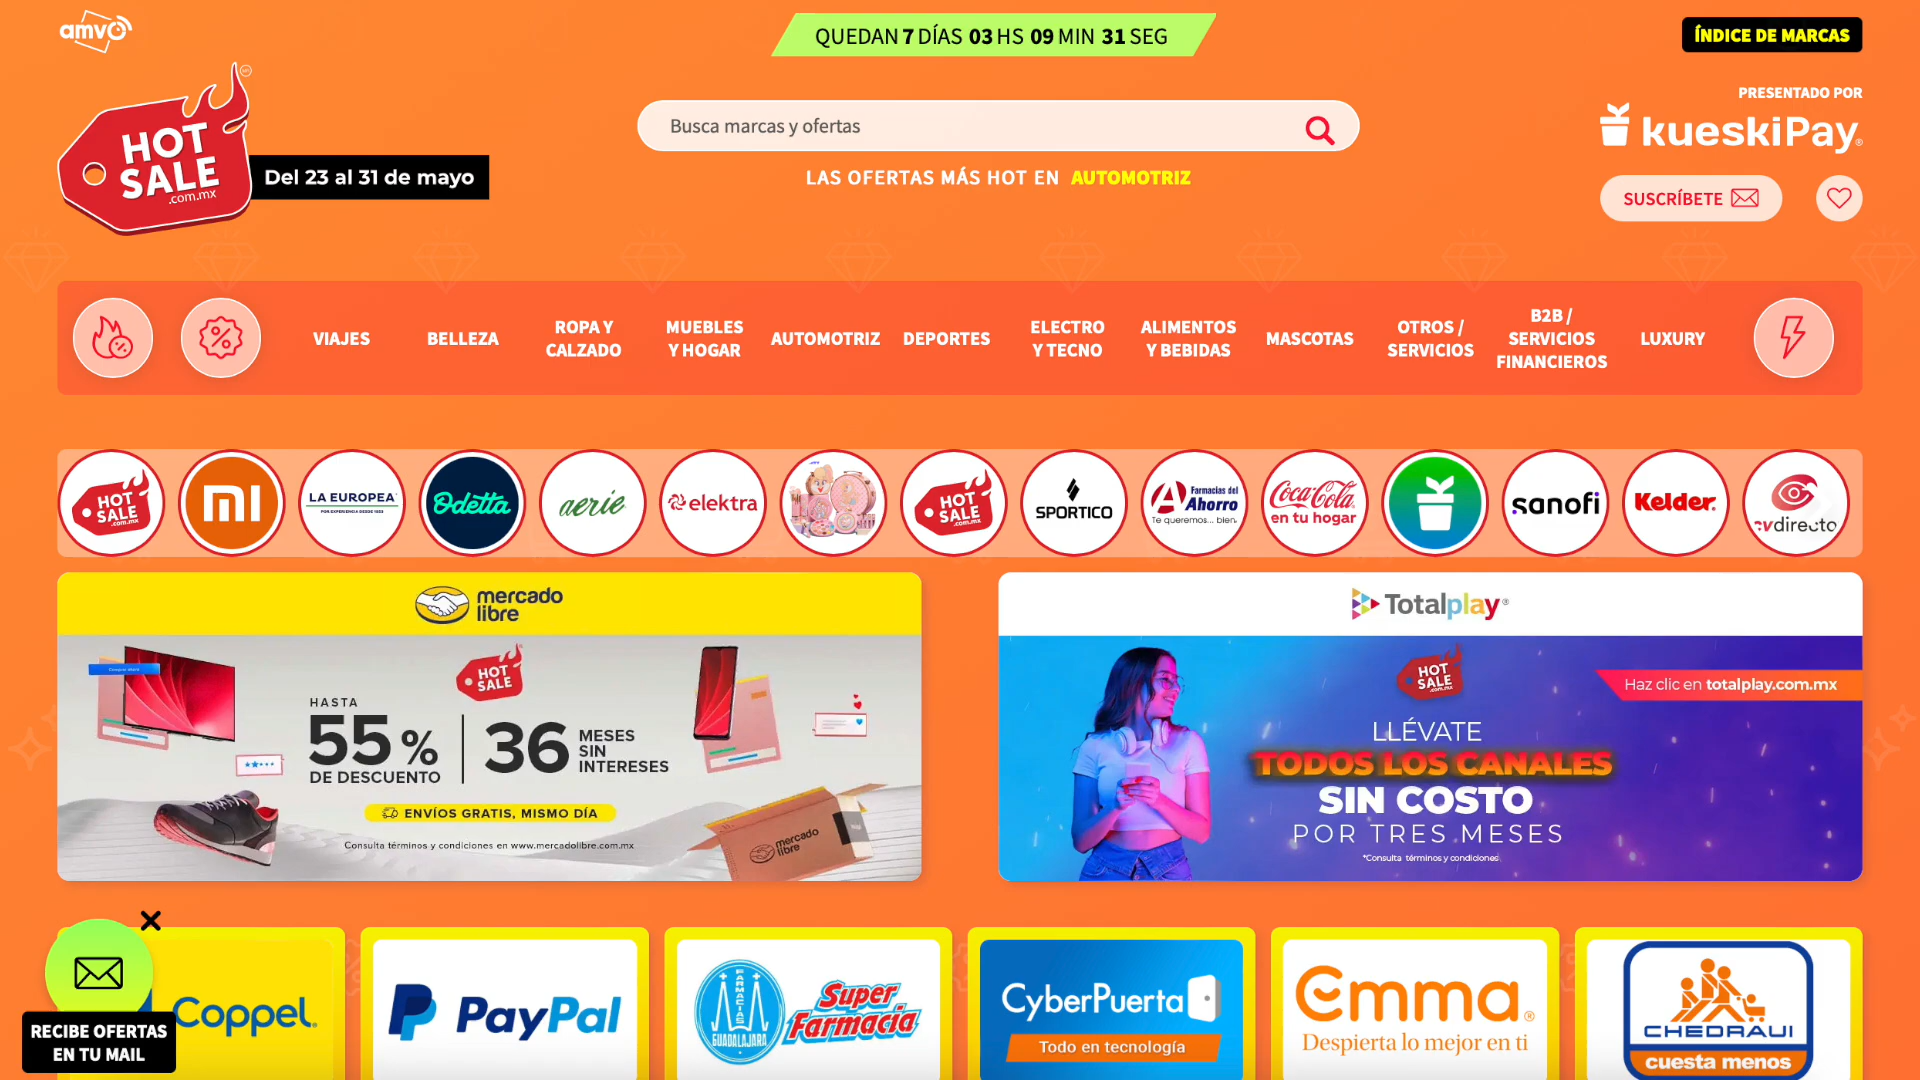 amvo
QUEDAN 7 DÍAS 03 HS 09 MIN 31 SEG
ÍNDICE DE MARCAS
HOT
SALE
.com.mx
Del 23 al 31 de mayo
Busca marcas y ofertas
LAS OFERTAS MÁS HOT EN AUTOMOTRIZ
PRESENTADO POR
kueskiPay®
SUSCRÍBETE
VIAJES
BELLEZA
ROPA Y
CALZADO
MUEBLES
Y HOGAR
AUTOMOTRIZ
DEPORTES
ELECTRO
Y TECNO
ALIMENTOS
Y BEBIDAS
MASCOTAS
OTROS /
SERVICIOS
B2B /
SERVICIOS
FINANCIEROS
LUXURY
HOT
SALE
.com.mx
mi
LA EUROPEA
POR EXPERIENCIA DESDE 1953
Odetta
aerie
elektra
HOT
SALE
.com.mx
SPORTICO
Farmacias del
Ahorro
Te queremos... bien.
Coca-Cola
en tu hogar
sanofi
Kelder.
cvdirecto
mercado
libre
HOT
SALE
HASTA
55%
DE DESCUENTO
36 MESES
SIN
INTERESES
ENVÍOS GRATIS, MISMO DÍA
mercado
libre
Consulta términos y condiciones en www.mercadolibre.com.mx
Totalplay®
HOT
SALE
.com.mx
Haz clic en totalplay.com.mx
LLÉVATE
TODOS LOS CANALES
SIN COSTO
POR TRES MESES
*Consulta términos y condiciones
RECIBE OFERTAS
EN TU MAIL
Coppel.
PayPal
FARMACIAS
GUADALAJARA
Super
Farmacia
CyberPuerta
Todo en tecnología
emma®
Despierta lo mejor en ti
CHEDRAUI
cuesta menos